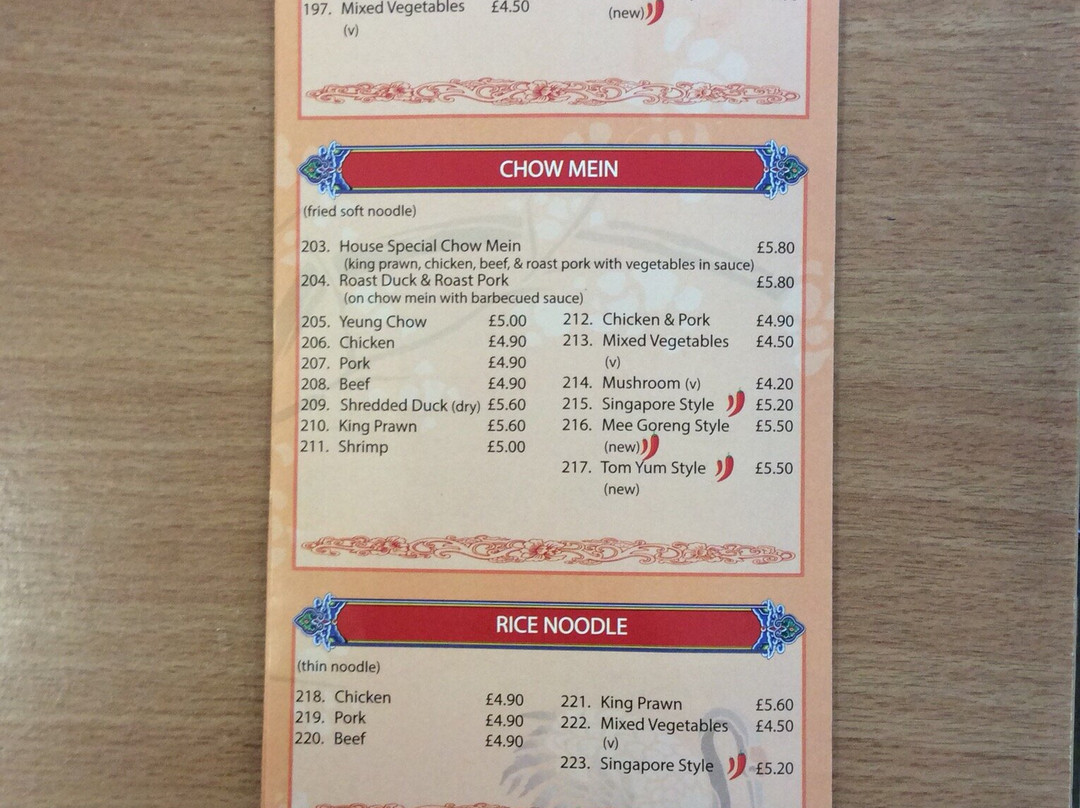 197. Mixed Vegetables £4.50
(v)
(new)
CHOW MEIN
(fried soft noodle)
203. House Special Chow Mein £5.80
(king prawn, chicken, beef, & roast pork with vegetables in sauce)
204. Roast Duck & Roast Pork £5.80
(on chow mein with barbecued sauce)
205. Yeung Chow £5.00
206. Chicken £4.90
207. Pork £4.90
208. Beef £4.90
209. Shredded Duck (dry) £5.60
210. King Prawn £5.60
211. Shrimp £5.00
212. Chicken & Pork £4.90
213. Mixed Vegetables £4.50
(v)
214. Mushroom (v) £4.20
215. Singapore Style £5.20
216. Mee Goreng Style £5.50
(new)
217. Tom Yum Style £5.50
(new)
RICE NOODLE
(thin noodle)
218. Chicken £4.90
219. Pork £4.90
220. Beef £4.90
221. King Prawn £5.60
222. Mixed Vegetables £4.50
(v)
223. Singapore Style £5.20